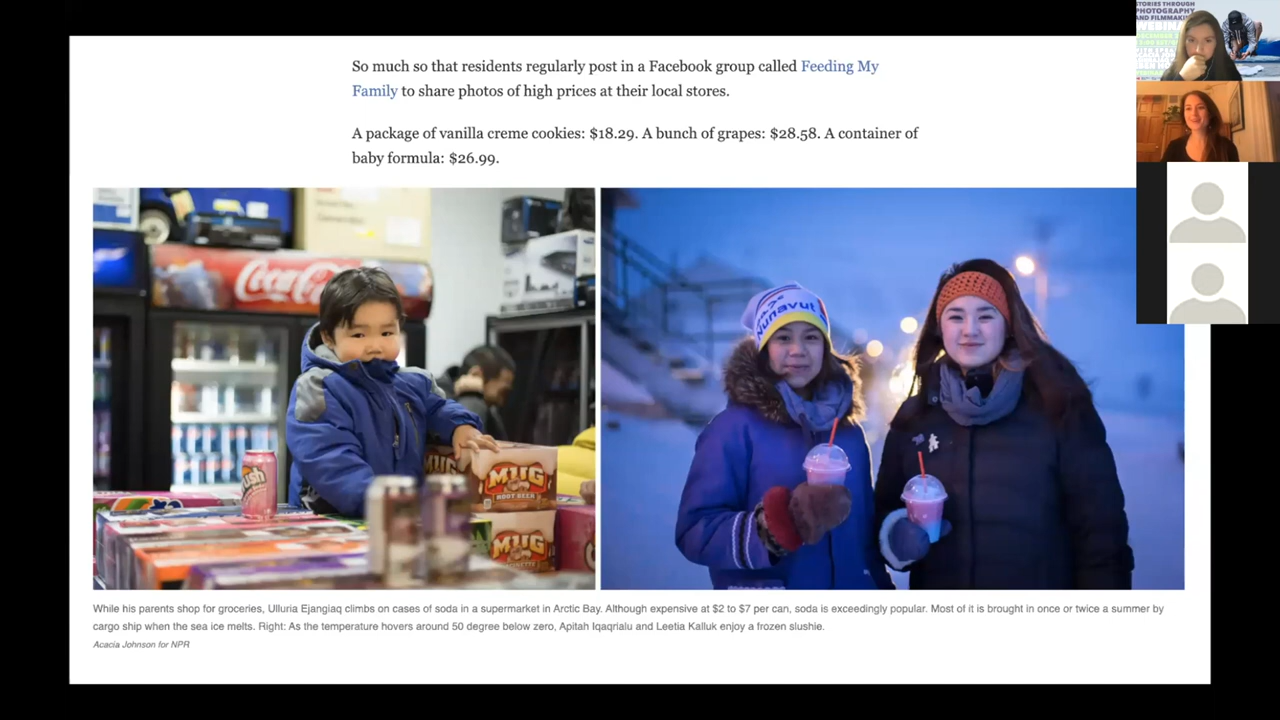 So much so that residents regularly post in a Facebook group called Feeding My
Family to share photos of high prices at their local stores.
A package of vanilla creme cookies: $18.29. A bunch of grapes: $28.58. A container of
baby formula: $26.99.
STORIES THROUGH
PHOTOGRAPHY
AND FILMMAKING
WEBINAR
Coca-Cola
MUG
ROOT BEER
MUG
Nunavut
While his parents shop for groceries, Ulluria Ejangiaq climbs on cases of soda in a supermarket in Arctic Bay. Although expensive at $2 to $7 per can, soda is exceedingly popular. Most of it is brought in once or twice a summer by
cargo ship when the sea ice melts. Right: As the temperature hovers around 50 degree below zero, Apitah Iqaqrialu and Leetia Kalluk enjoy a frozen slushie.
Acacia Johnson for NPR